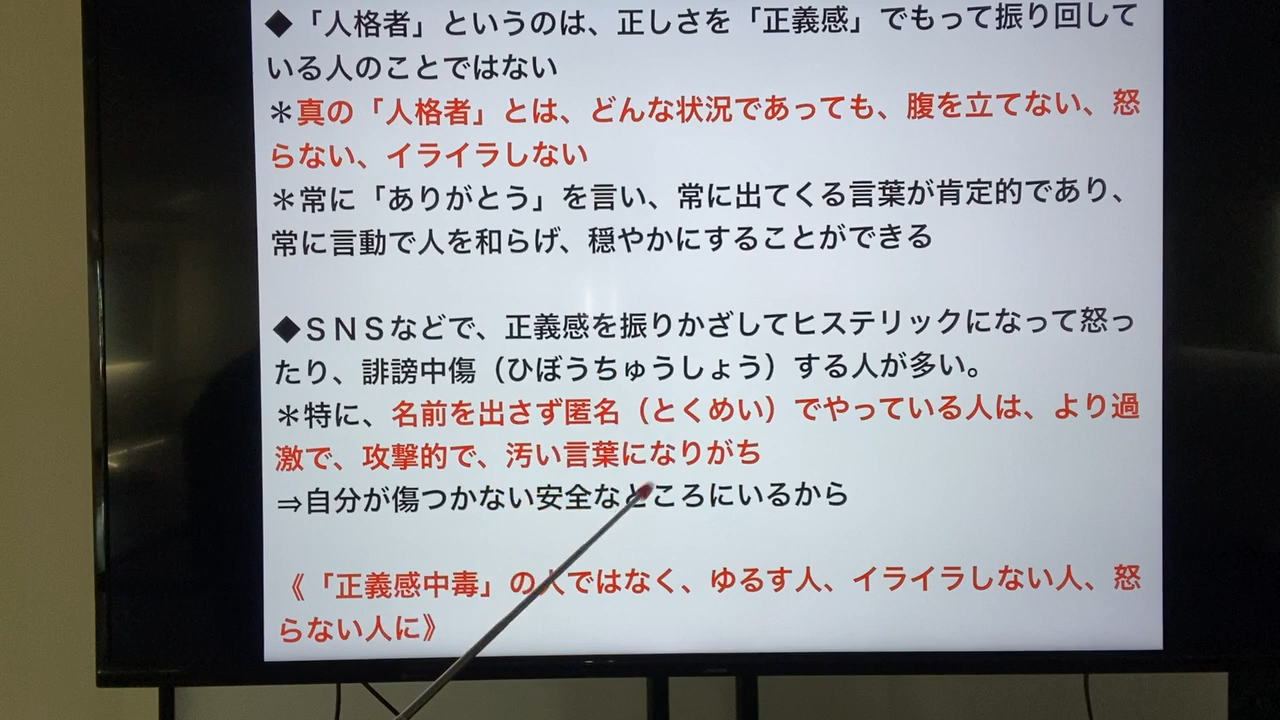 ◆「人格者」というのは、正しさを「正義感」でもって振り回して
いる人のことではない
＊真の「人格者」とは、どんな状況であっても、腹を立てない、怒
らない、イライラしない
＊常に「ありがとう」を言い、常に出てくる言葉が肯定的であり、
常に言動で人を和らげ、穏やかにすることができる
◆ＳＮＳなどで、正義感を振りかざしてヒステリックになって怒っ
たり、誹謗中傷（ひぼうちゅうしょう）する人が多い。
＊特に、名前を出さず匿名（とくめい）でやっている人は、より過
激で、攻撃的で、汚い言葉になりがち
⇒自分が傷つかない安全なところにいるから
《「正義感中毒」の人ではなく、ゆるす人、イライラしない人、怒
らない人に》